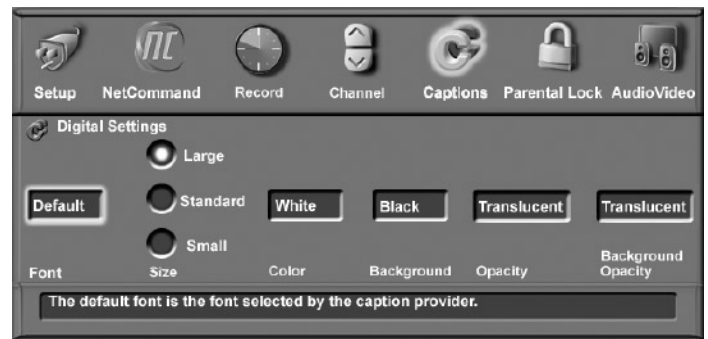 NC
Setup NetCommand Record Channel Captions Parental Lock AudioVideo
Digital Settings
Large
Default Standard White Black Translucent Translucent
Small
Font Size Color Background Opacity Background Opacity
The default font is the font selected by the caption provider.